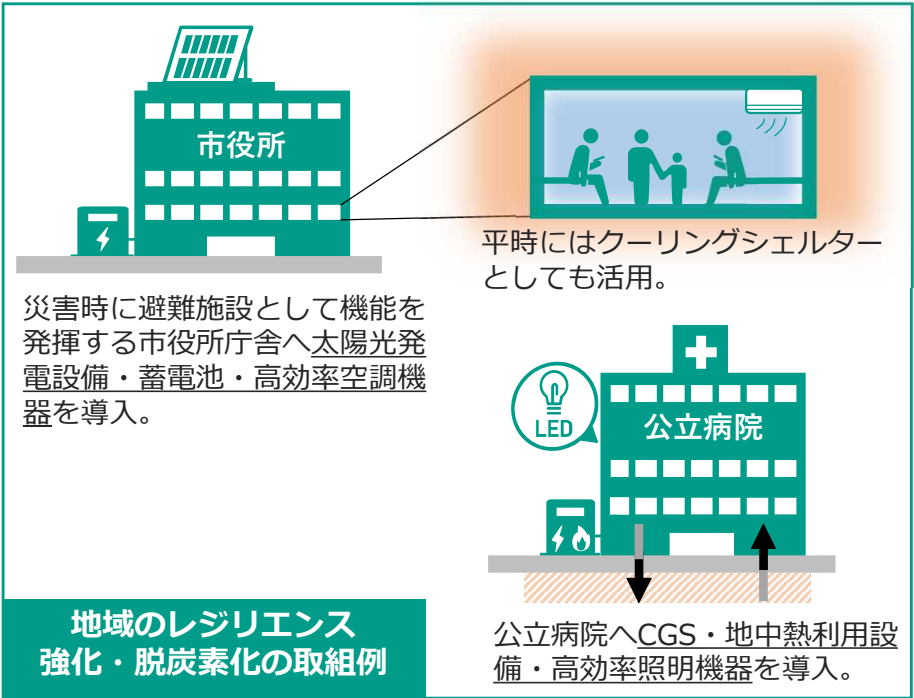 市役所
災害時に避難施設として機能を
発揮する市役所庁舎へ太陽光発
電設備・蓄電池・高効率空調機
器を導入。
平時にはクーリングシェルター
としても活用。
LED
公立病院
公立病院へCGS・地中熱利用設
備・高効率照明機器を導入。
地域のレジリエンス
強化・脱炭素化の取組例